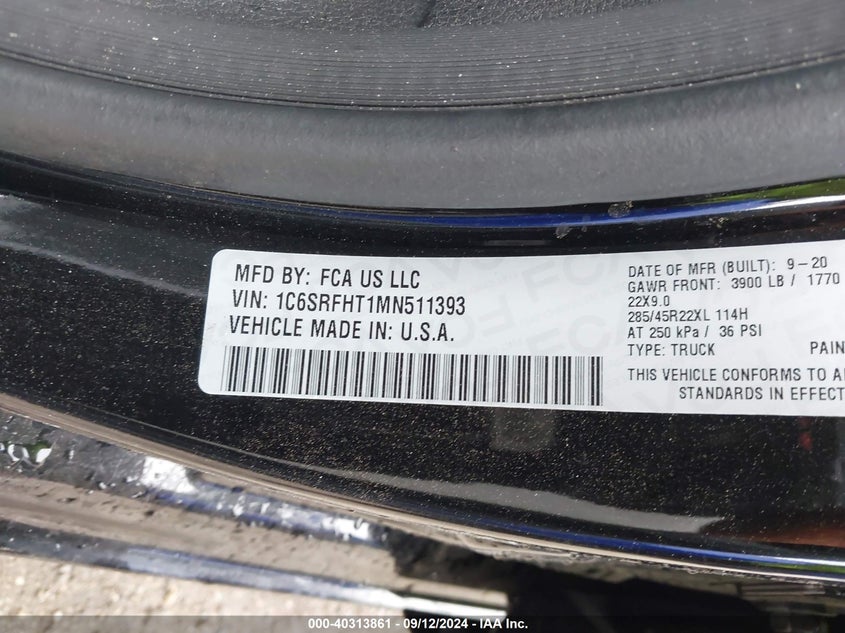 MFD BY: FCA US LLC
VIN: 1C6SRFHT1MN511393
VEHICLE MADE IN: U.S.A.
DATE OF MFR (BUILT): 9-20
GAWR FRONT: 3900 LB / 1770
22X9.0
285/45R22XL 114H
AT 250 kPa / 36 PSI
TYPE: TRUCK PAIN
THIS VEHICLE CONFORMS TO AL
STANDARDS IN EFFECT
000-40313861 - 09/12/2024 - IAA Inc.